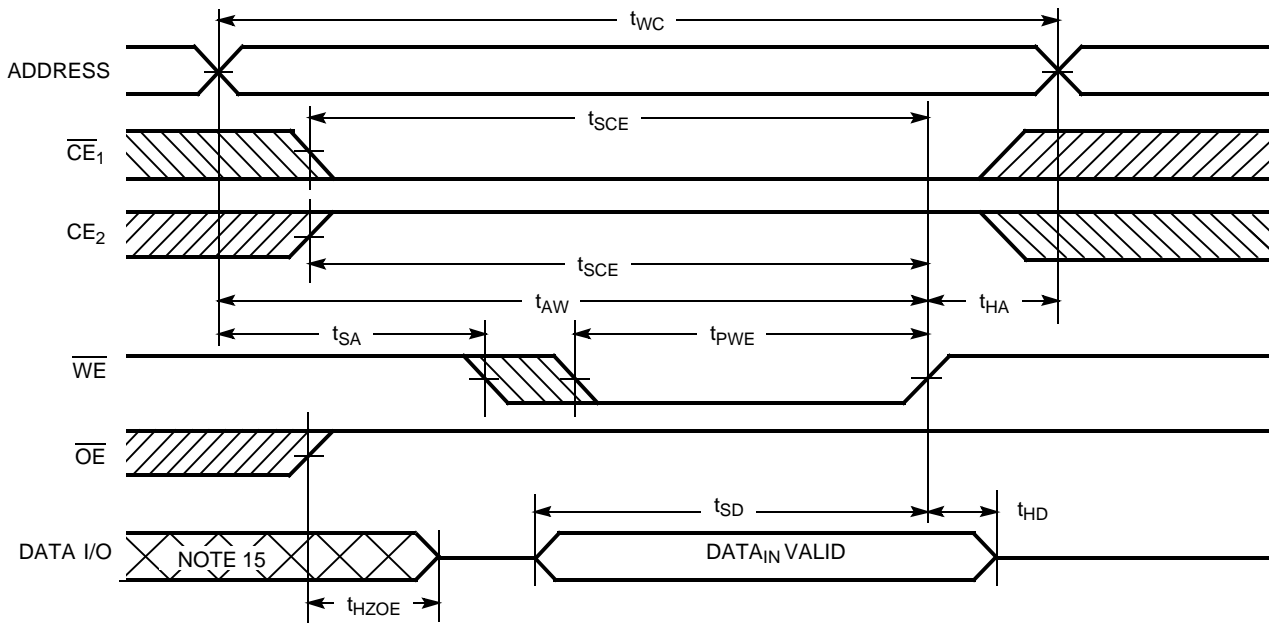 tWC
ADDRESS
tSCE
CE1
CE2
tSCE
tAW
tHA
tSA
tPWE
WE
OE
tSD
tHD
DATA I/O
NOTE 15
DATAIN VALID
tHZOE